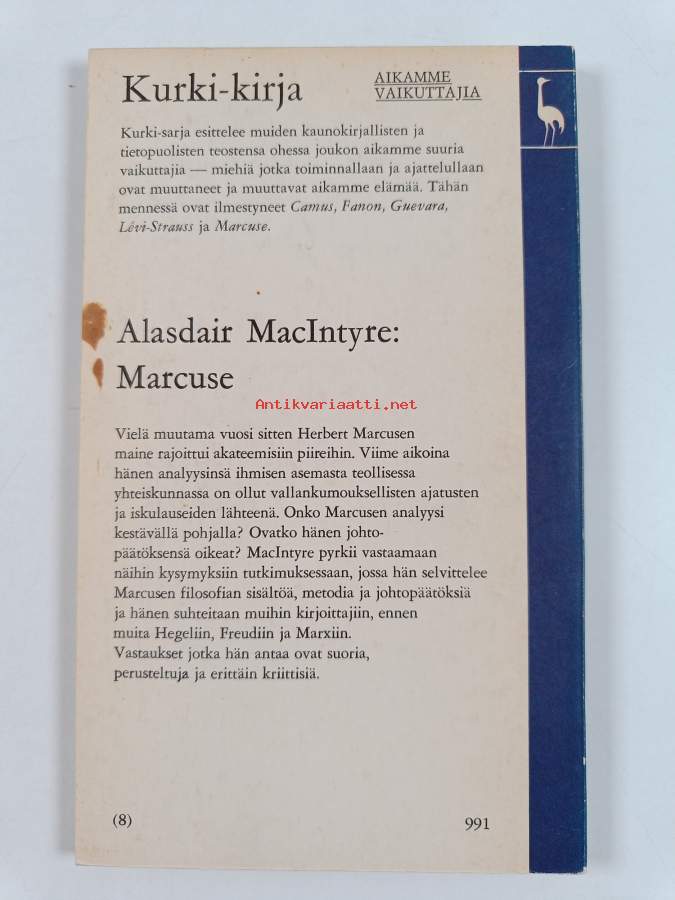 Kurki-kirja
AIKAMME
VAIKUTTAJIA
Kurki-sarja esittelee muiden kaunokirjallisten ja
tietopuolisten teostensa ohessa joukon aikamme suuria
vaikuttajia — miehiä jotka toiminnallaan ja ajattelullaan
ovat muuttaneet ja muuttavat aikamme elämää. Tähän
mennessä ovat ilmestyneet Camus, Fanon, Guevara,
Lévi-Strauss ja Marcuse.
Alasdair MacIntyre:
Marcuse
Antikvariaatti.net
Vielä muutama vuosi sitten Herbert Marcusen
maine rajoittui akateemisiin piireihin. Viime aikoina
hänen analyysinsä ihmisen asemasta teollisessa
yhteiskunnassa on ollut vallankumouksellisten ajatusten
ja iskulauseiden lähteenä. Onko Marcusen analyysi
kestävällä pohjalla? Ovatko hänen johto-
päätöksensä oikeat? MacIntyre pyrkii vastaamaan
näihin kysymyksiin tutkimuksessaan, jossa hän selvittelee
Marcusen filosofian sisältöä, metodia ja johtopäätöksiä
ja hänen suhteitaan muihin kirjoittajiin, ennen
muita Hegeliin, Freudiin ja Marxiin.
Vastaukset jotka hän antaa ovat suoria,
perusteltuja ja erittäin kriittisiä.
(8)
991